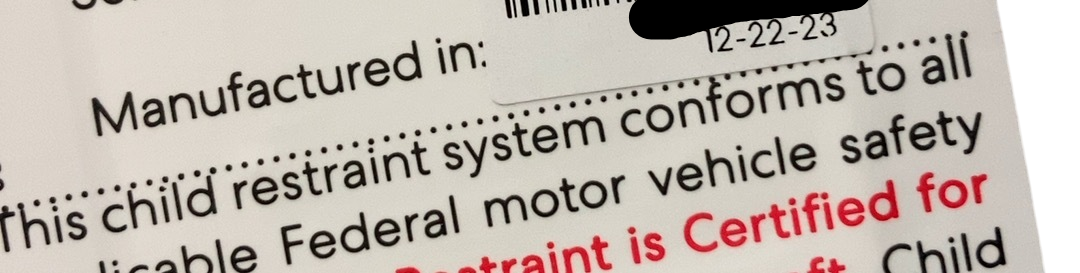 12-22-23
Manufactured in:
This child restraint system conforms to all
Federal motor vehicle safety
is Certified for
Child